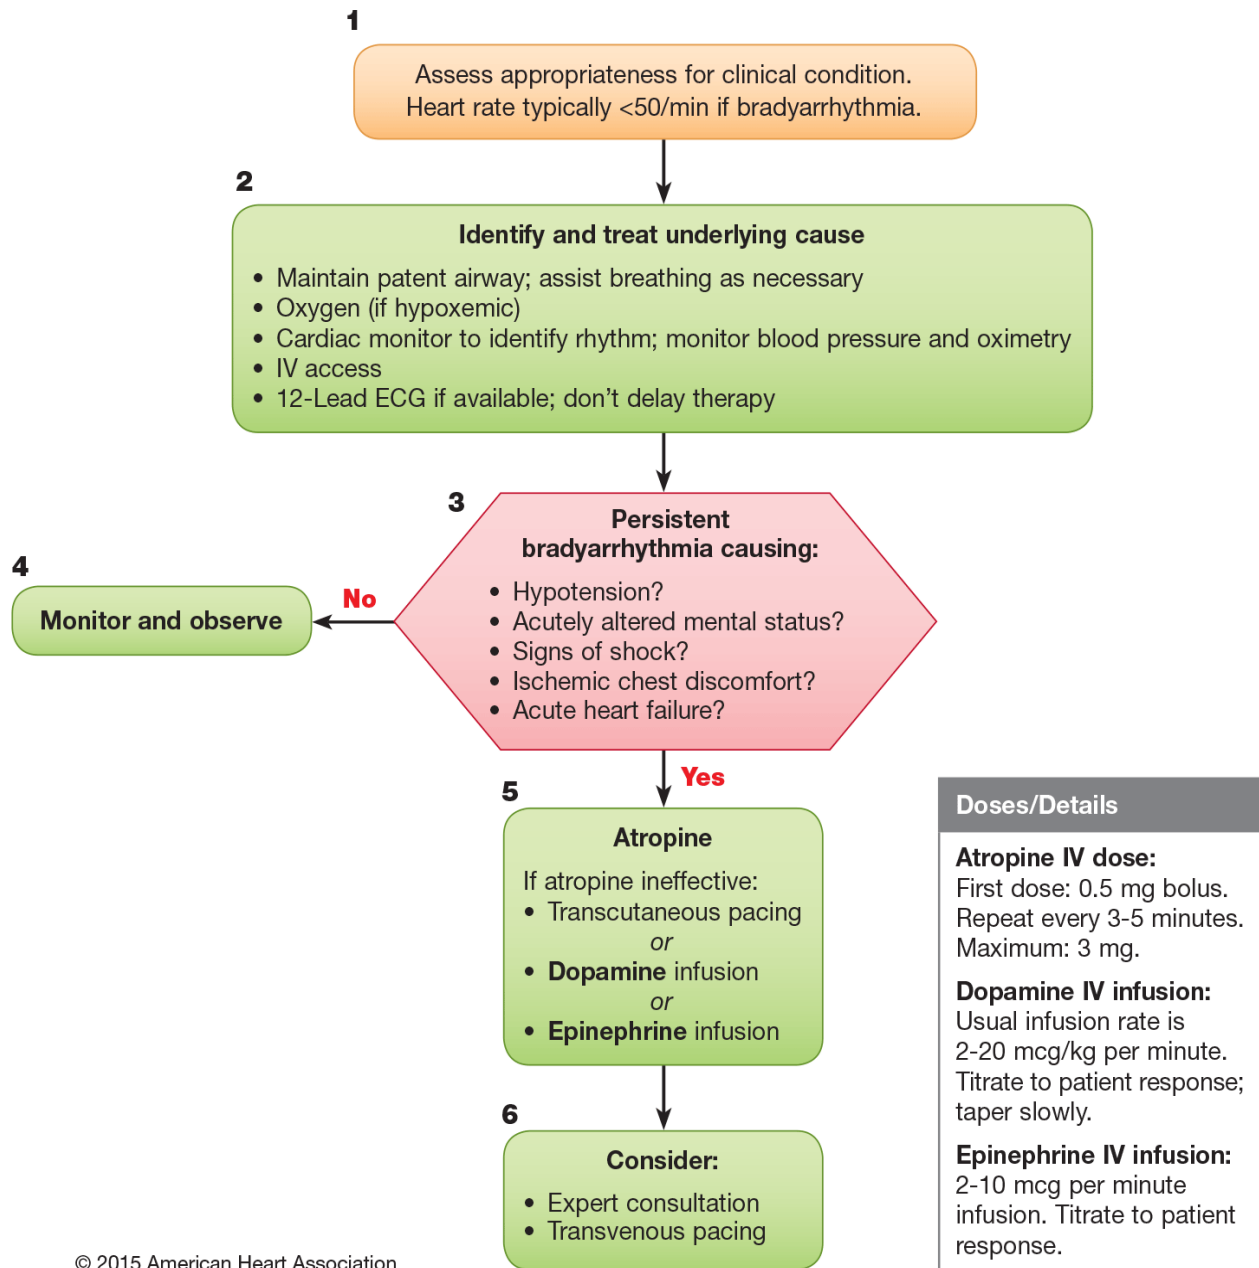 1
Assess appropriateness for clinical condition.
Heart rate typically <50/min if bradyarrhythmia.
2
Identify and treat underlying cause
• Maintain patent airway; assist breathing as necessary
• Oxygen (if hypoxemic)
• Cardiac monitor to identify rhythm; monitor blood pressure and oximetry
• IV access
• 12-Lead ECG if available; don’t delay therapy
3
Persistent
bradyarrhythmia causing:
• Hypotension?
• Acutely altered mental status?
• Signs of shock?
• Ischemic chest discomfort?
• Acute heart failure?
No
4
Monitor and observe
Yes
5
Atropine
If atropine ineffective:
• Transcutaneous pacing
or
• Dopamine infusion
or
• Epinephrine infusion
6
Consider:
• Expert consultation
• Transvenous pacing
Doses/Details
Atropine IV dose:
First dose: 0.5 mg bolus.
Repeat every 3-5 minutes.
Maximum: 3 mg.
Dopamine IV infusion:
Usual infusion rate is
2-20 mcg/kg per minute.
Titrate to patient response;
taper slowly.
Epinephrine IV infusion:
2-10 mcg per minute
infusion. Titrate to patient
response.
© 2015 American Heart Association